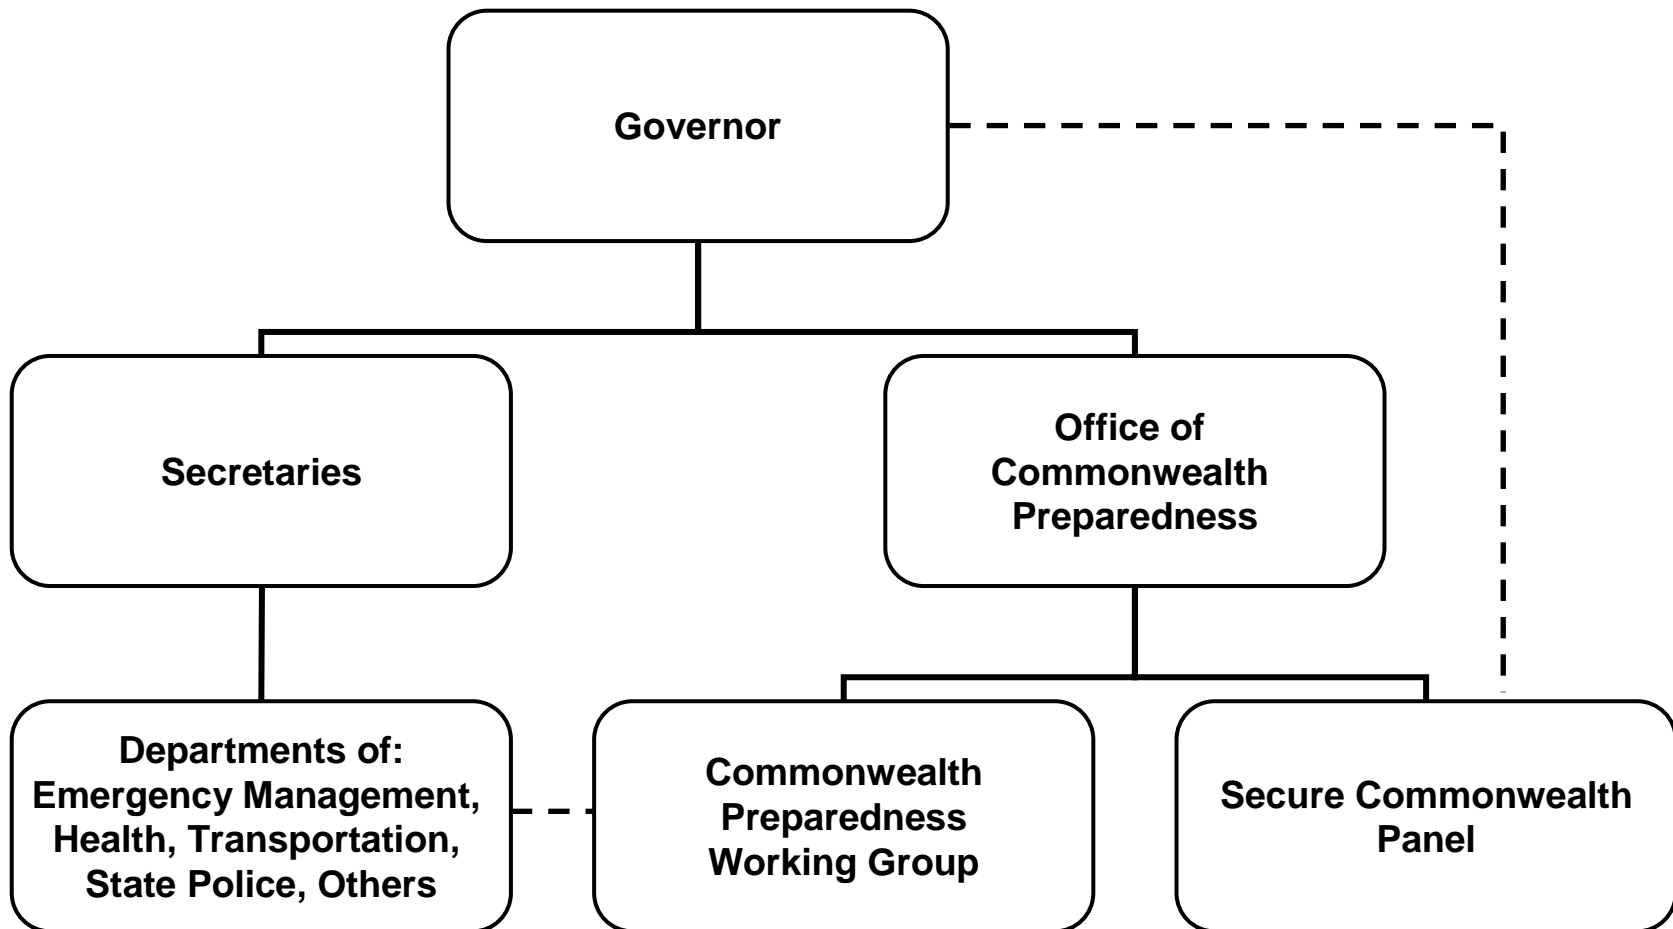 Governor
Secretaries
Office of
Commonwealth
Preparedness
Departments of:
Emergency Management,
Health, Transportation,
State Police, Others
Commonwealth
Preparedness
Working Group
Secure Commonwealth
Panel